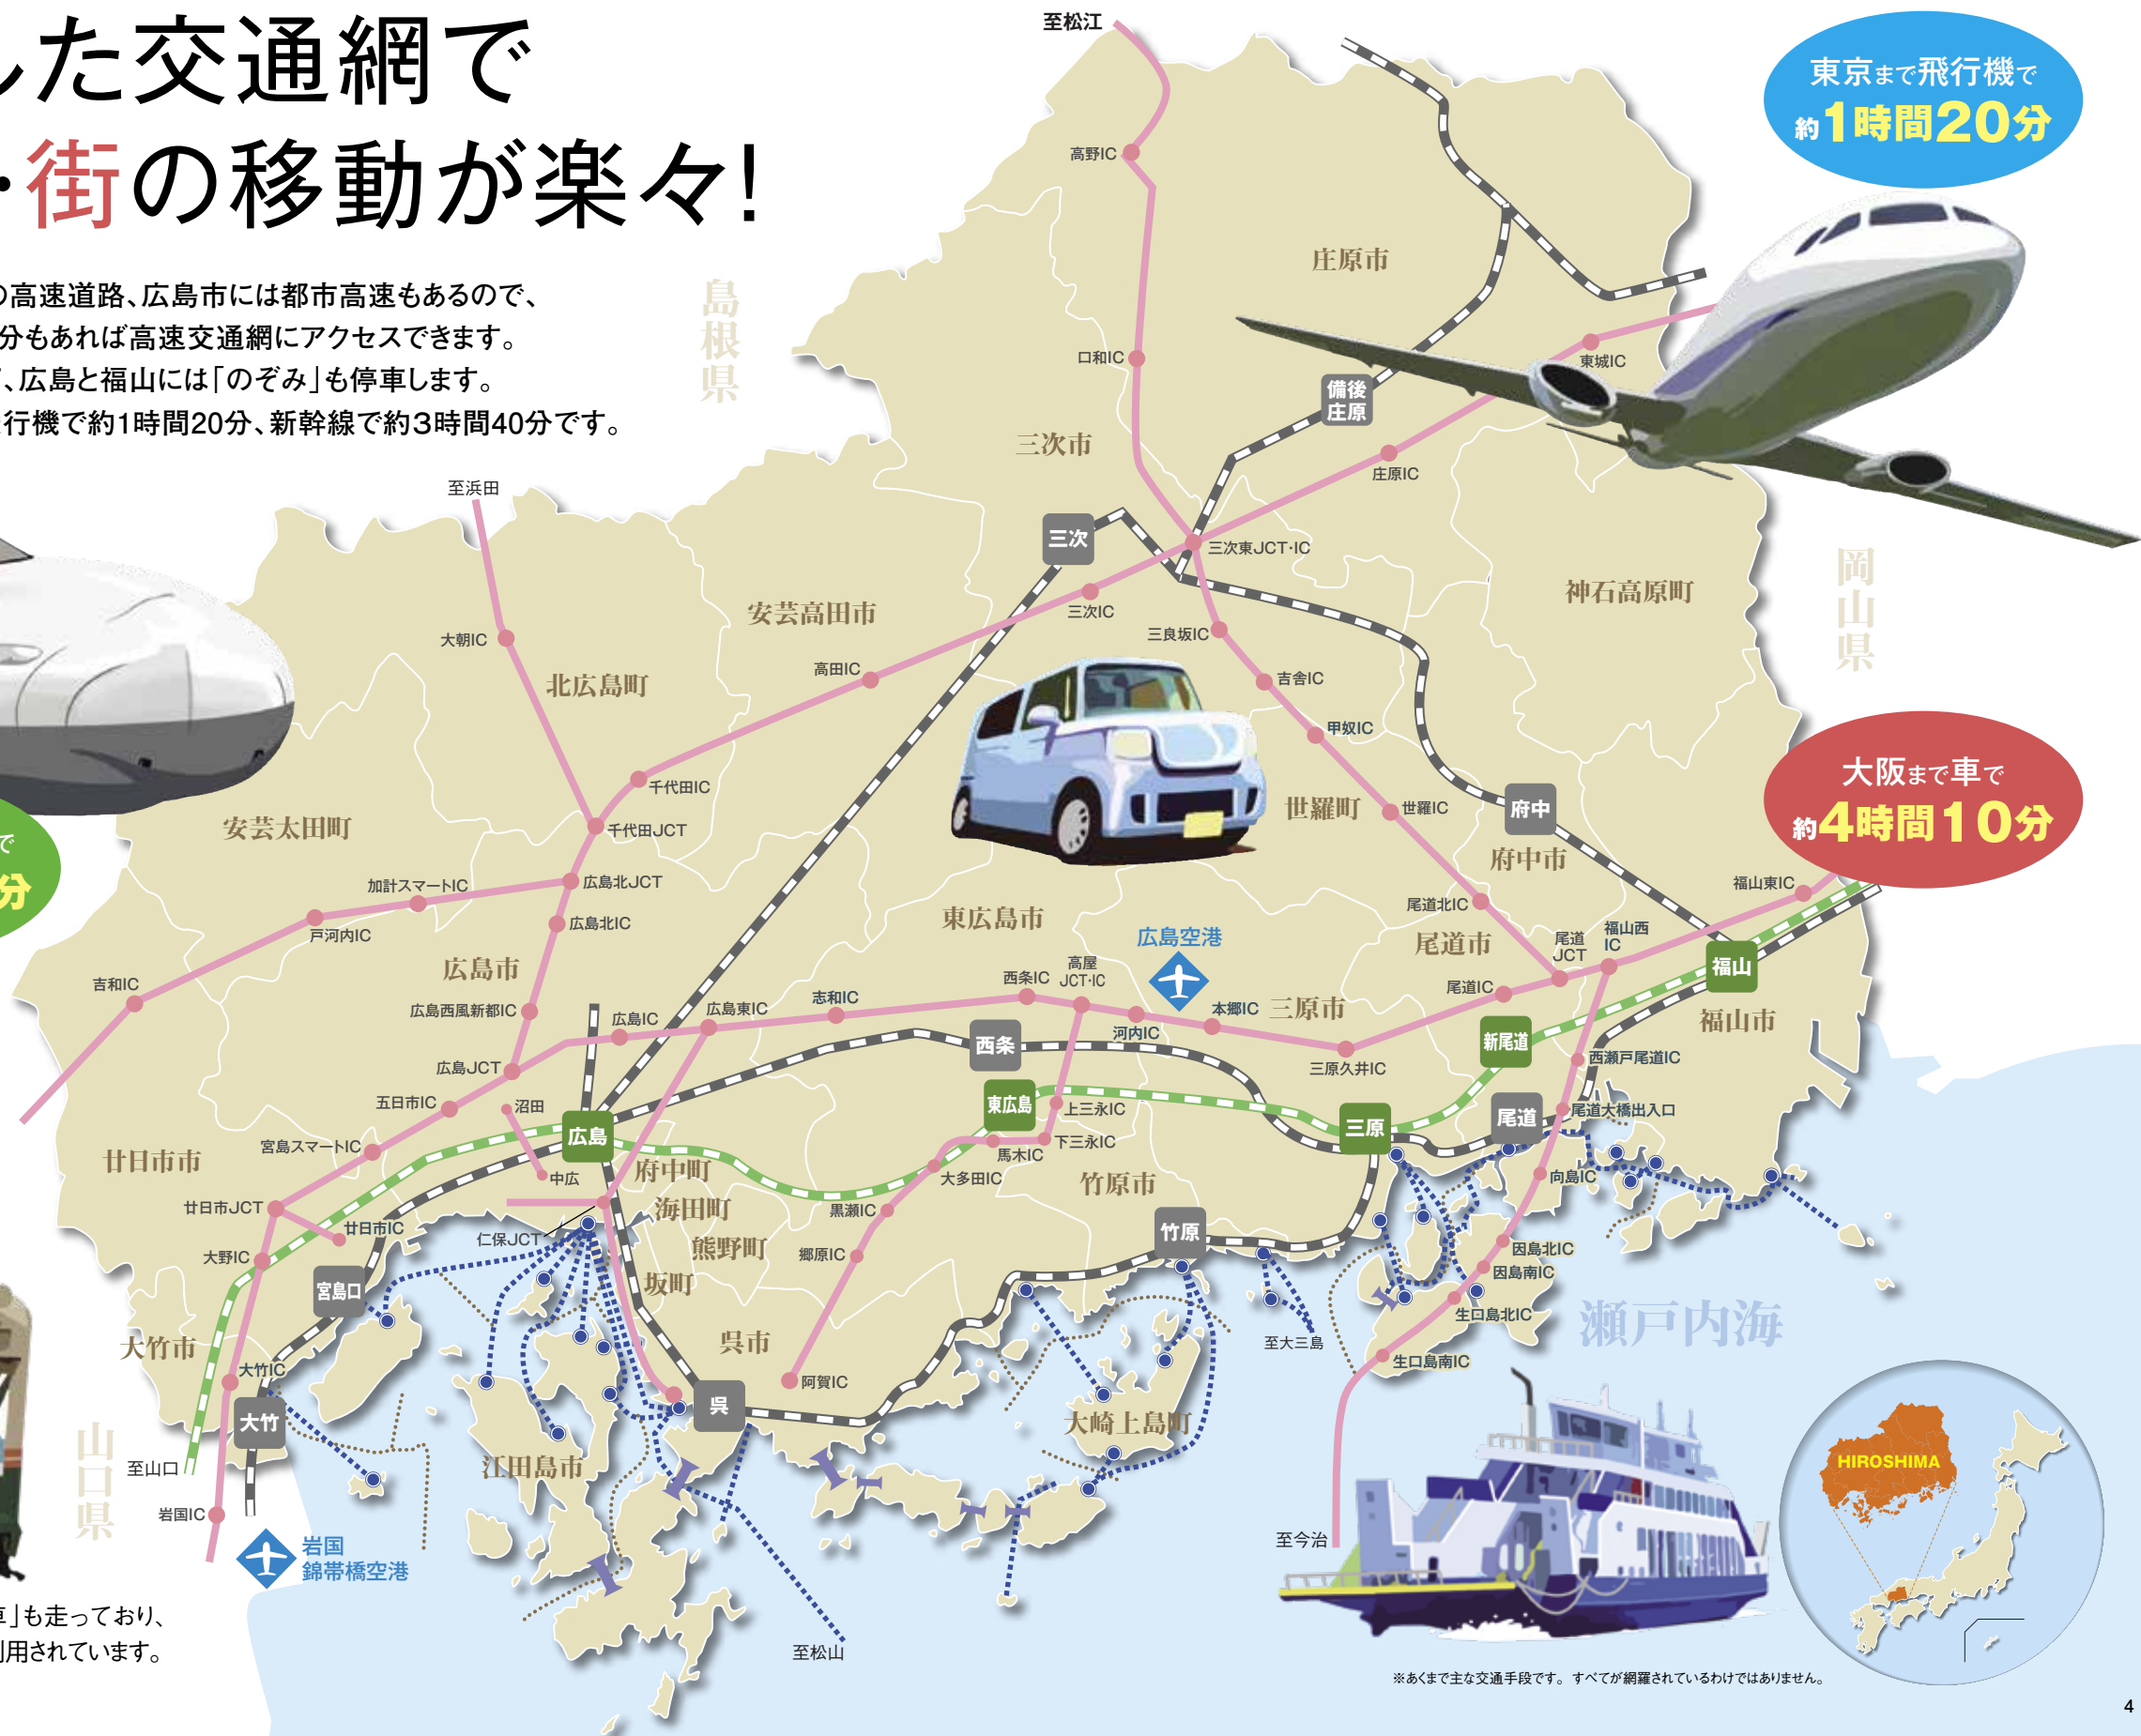 した交通網で
・街の移動が楽々!
の高速道路、広島市には都市高速もあるので、
分もあれば高速交通網にアクセスできます。
、広島と福山には「のぞみ」も停車します。
行機で約1時間20分、新幹線で約3時間40分です。
東京まで飛行機で
約1時間20分
大阪まで車で
約4時間10分
で
分
至松江
高野IC
口和IC
庄原市
東城IC
備後
庄原
庄原IC
島根県
三次市
至浜田
三次
三次東JCT・IC
三次IC
三良坂IC
神石高原町
岡山県
安芸高田市
大朝IC
高田IC
北広島町
吉舎IC
甲奴IC
千代田IC
千代田JCT
世羅町
世羅IC
府中
府中市
安芸太田町
加計スマートIC
広島北JCT
戸河内IC
広島北IC
福山東IC
尾道北IC
東広島市
広島空港
尾道市
尾道
JCT
福山西
IC
福山
広島市
吉和IC
西条IC
高屋
JCT・IC
尾道IC
広島西風新都IC
広島IC
広島東IC
志和IC
河内IC
本郷IC
三原市
福山市
西条
新尾道
三原久井IC
西瀬戸尾道IC
広島JCT
五日市IC
沼田
東広島
上三永IC
尾道
尾道大橋出入口
広島
三原
宮島スマートIC
下三永IC
馬木IC
廿日市市
中広
府中町
大多田IC
竹原市
向島IC
廿日市JCT
廿日市IC
海田町
黒瀬IC
仁保JCT
熊野町
郷原IC
竹原
因島北IC
大野IC
因島南IC
宮島口
坂町
生口島北IC
瀬戸内海
大竹市
呉市
至大三島
大竹IC
阿賀IC
生口島南IC
大竹
呉
大崎上島町
山口県
至山口
江田島市
岩国IC
岩国
錦帯橋空港
至今治
HIROSHIMA
」も走っており、
用されています。
至松山
※あくまで主な交通手段です。すべてが網羅されているわけではありません。
4